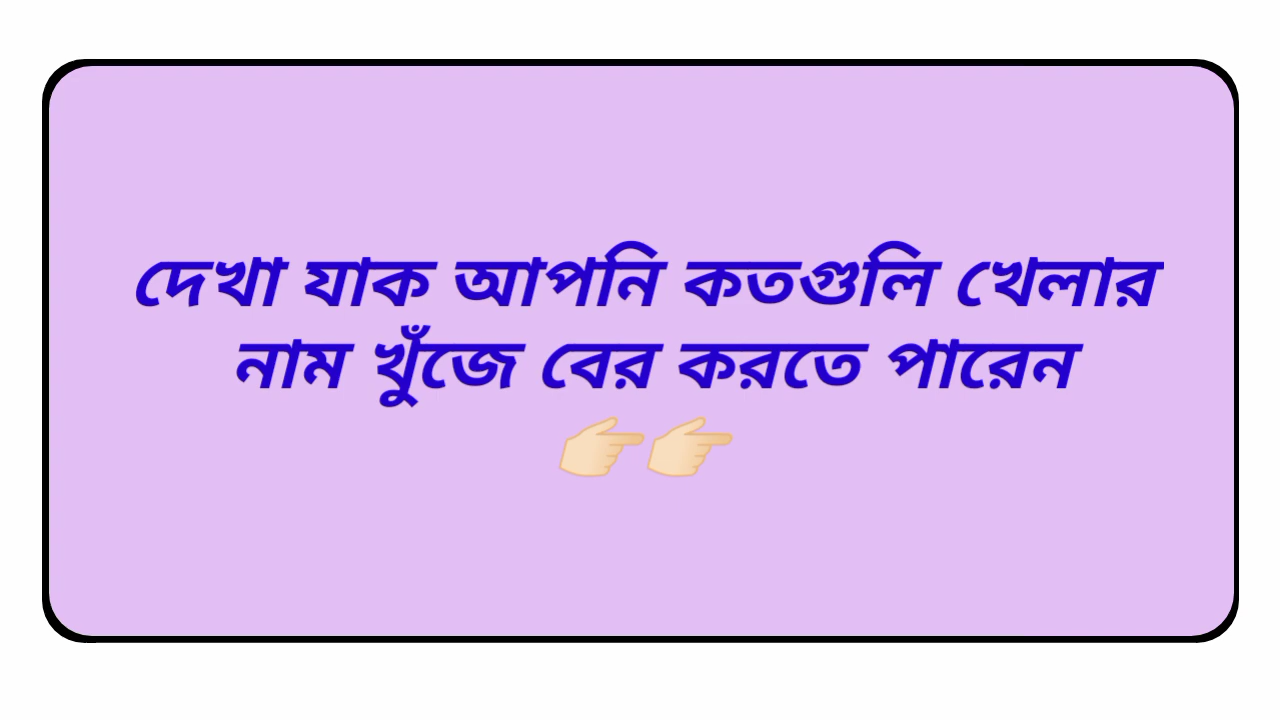 দেখা যাক আপনি কতগুলি খেলার
নাম খুঁজে বের করতে পারেন
👉🏻👉🏻